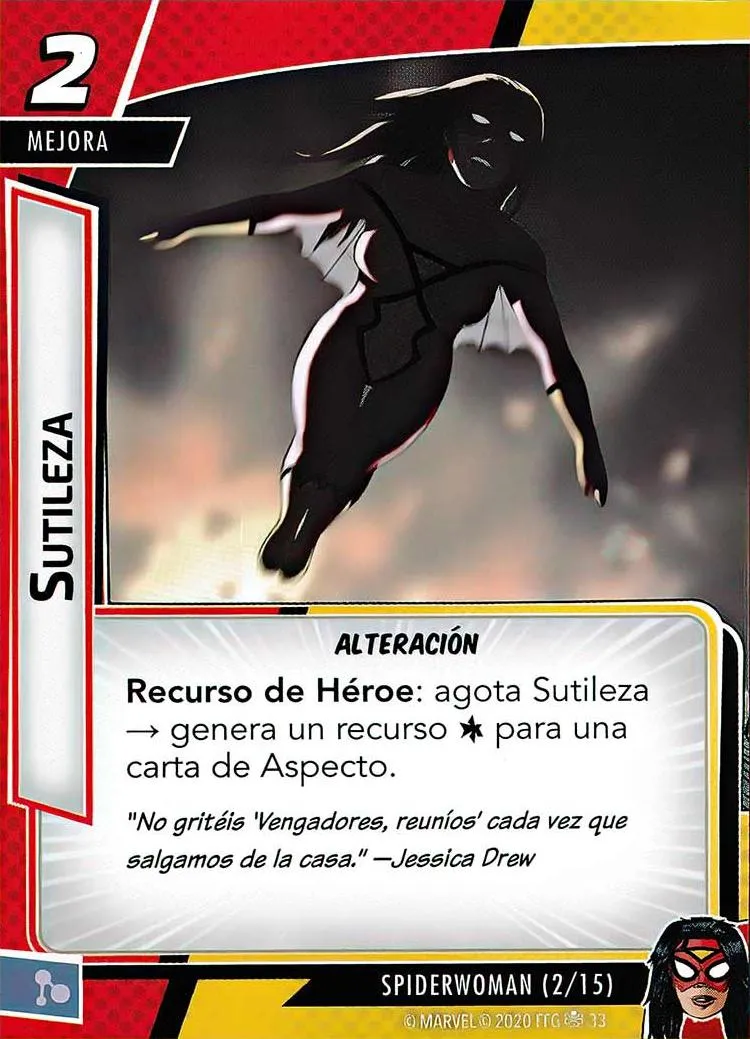 2
MEJORA
SUTILEZA
ALTERACIÓN
Recurso de Héroe: agota Sutileza
→ genera un recurso para una
carta de Aspecto.
"No gritéis 'Vengadores, reuníos' cada vez que
salgamos de la casa." —Jessica Drew
SPIDERWOMAN (2/15)
© MARVEL © 2020 FFG 33